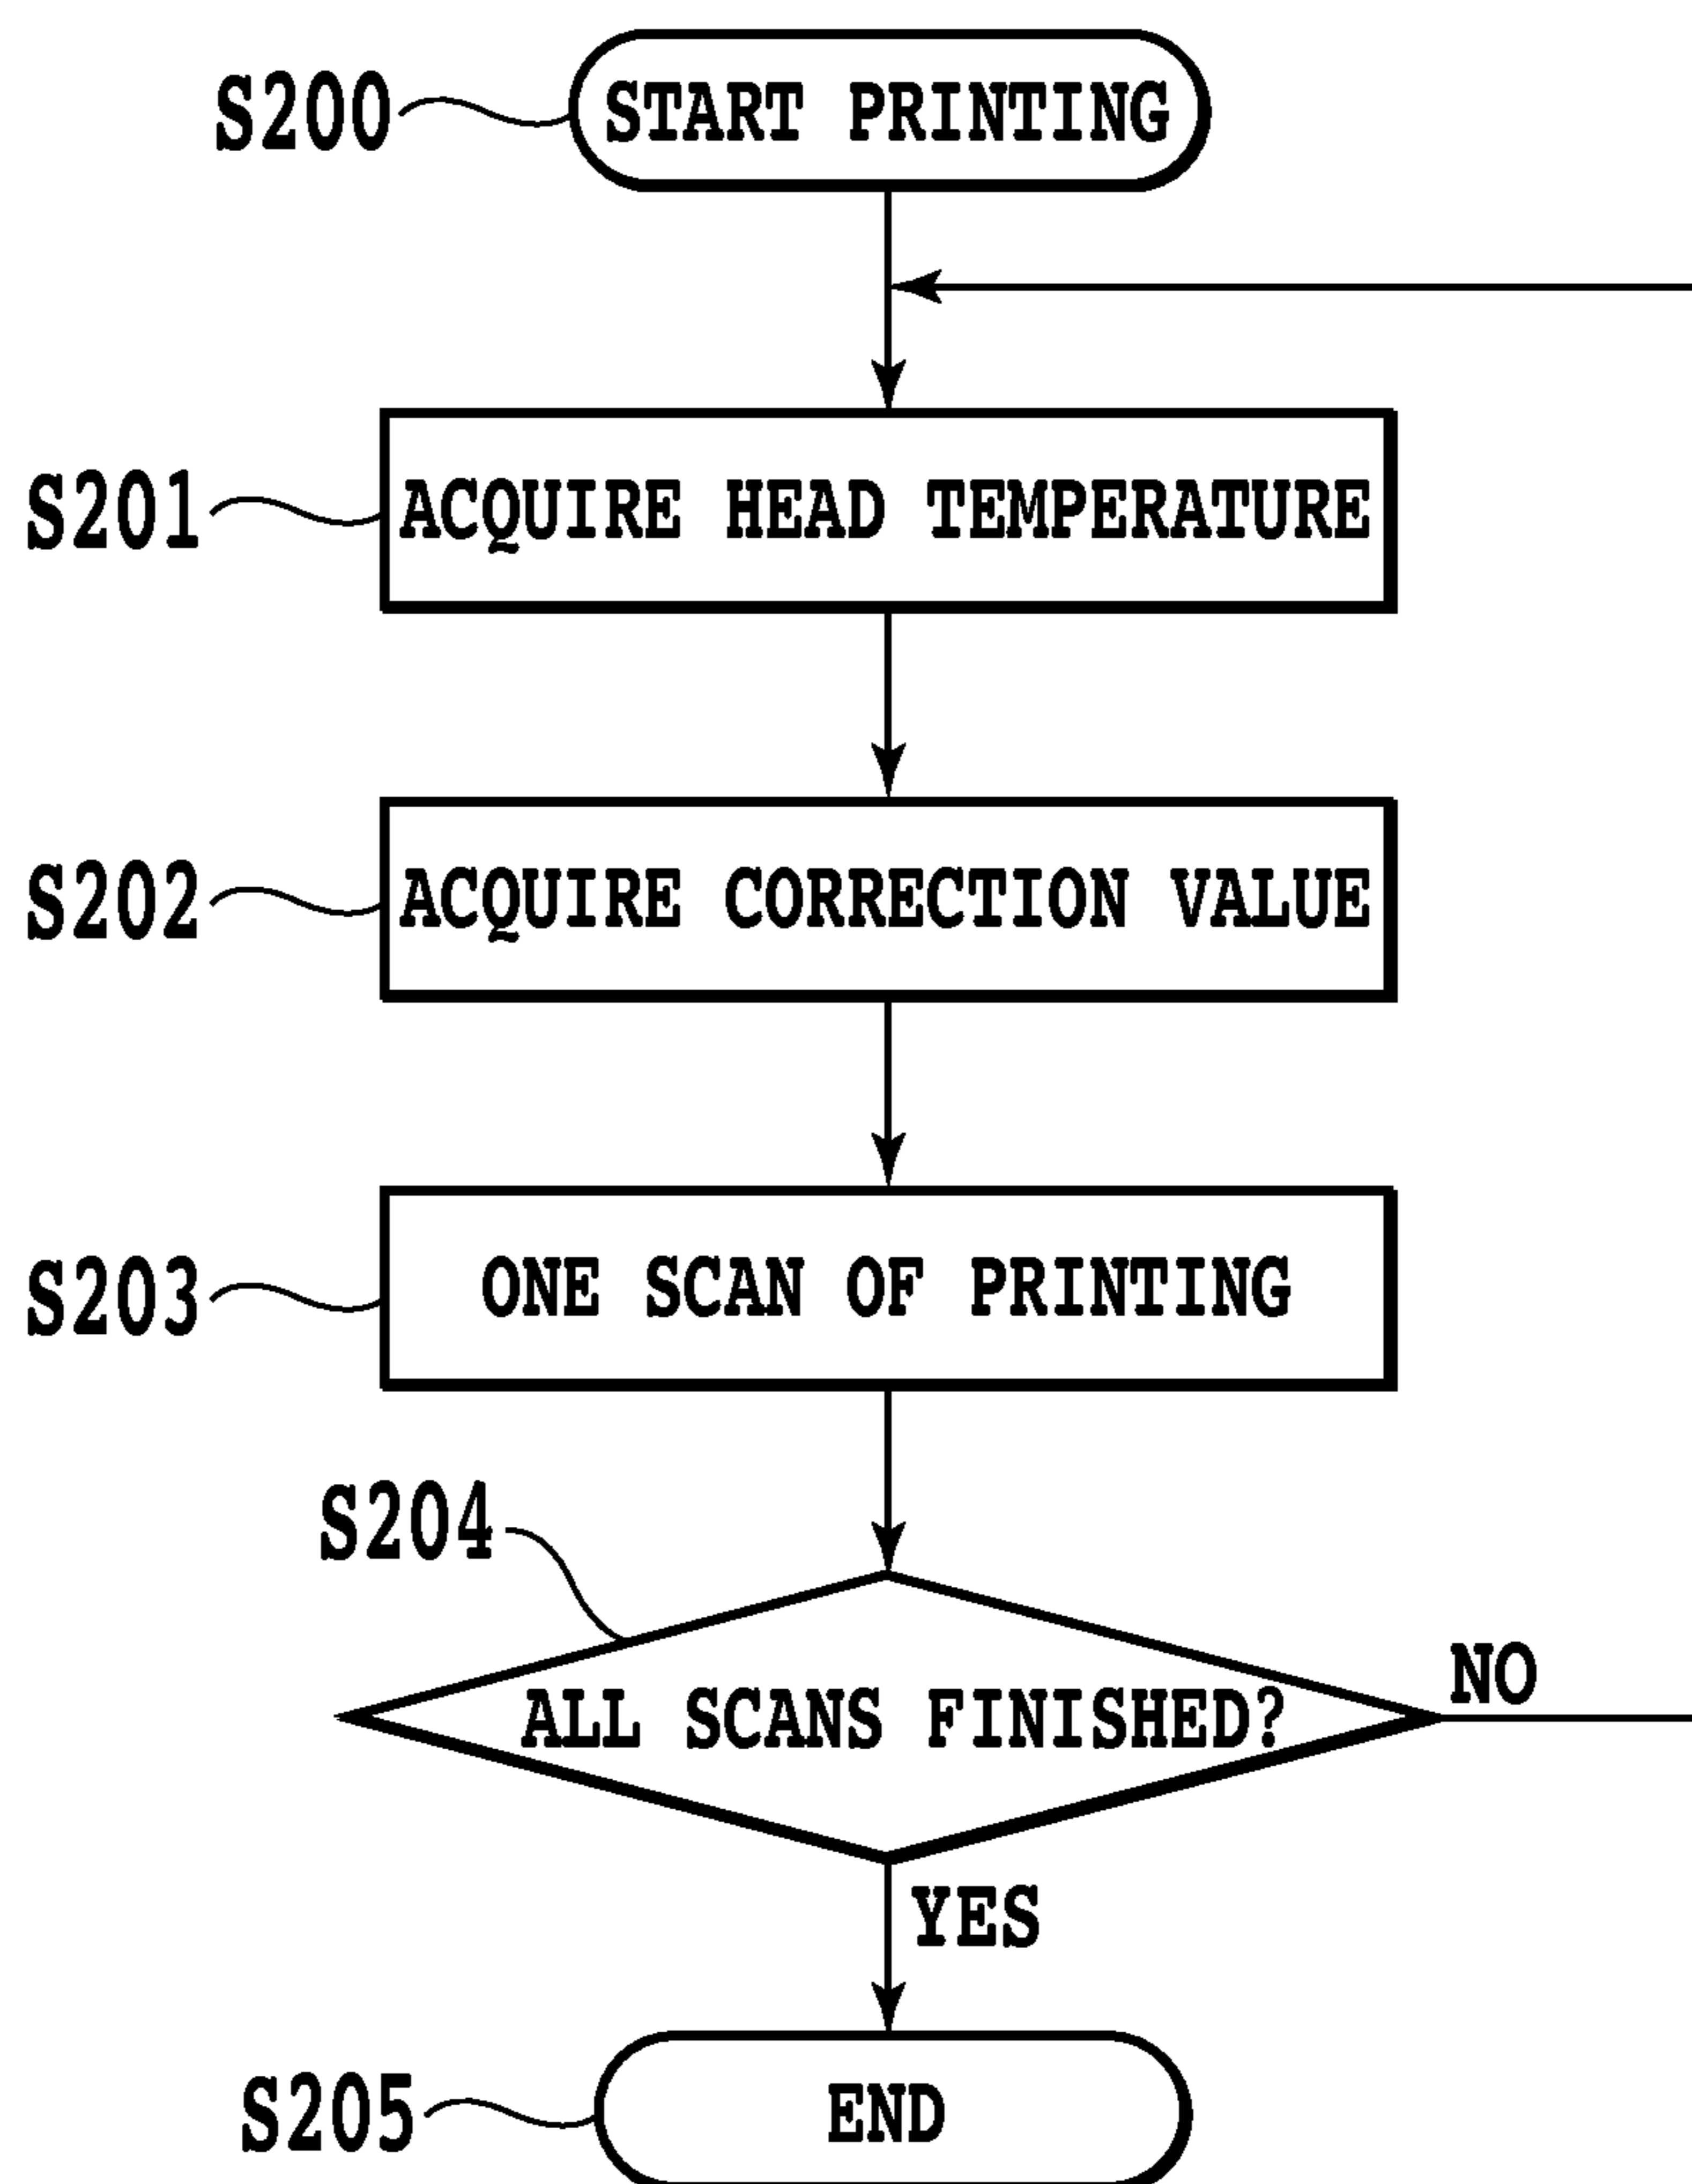 S200 START PRINTING
S201 ACQUIRE HEAD TEMPERATURE
S202 ACQUIRE CORRECTION VALUE
S203 ONE SCAN OF PRINTING
S204
ALL SCANS FINISHED?
NO
YES
S205 END